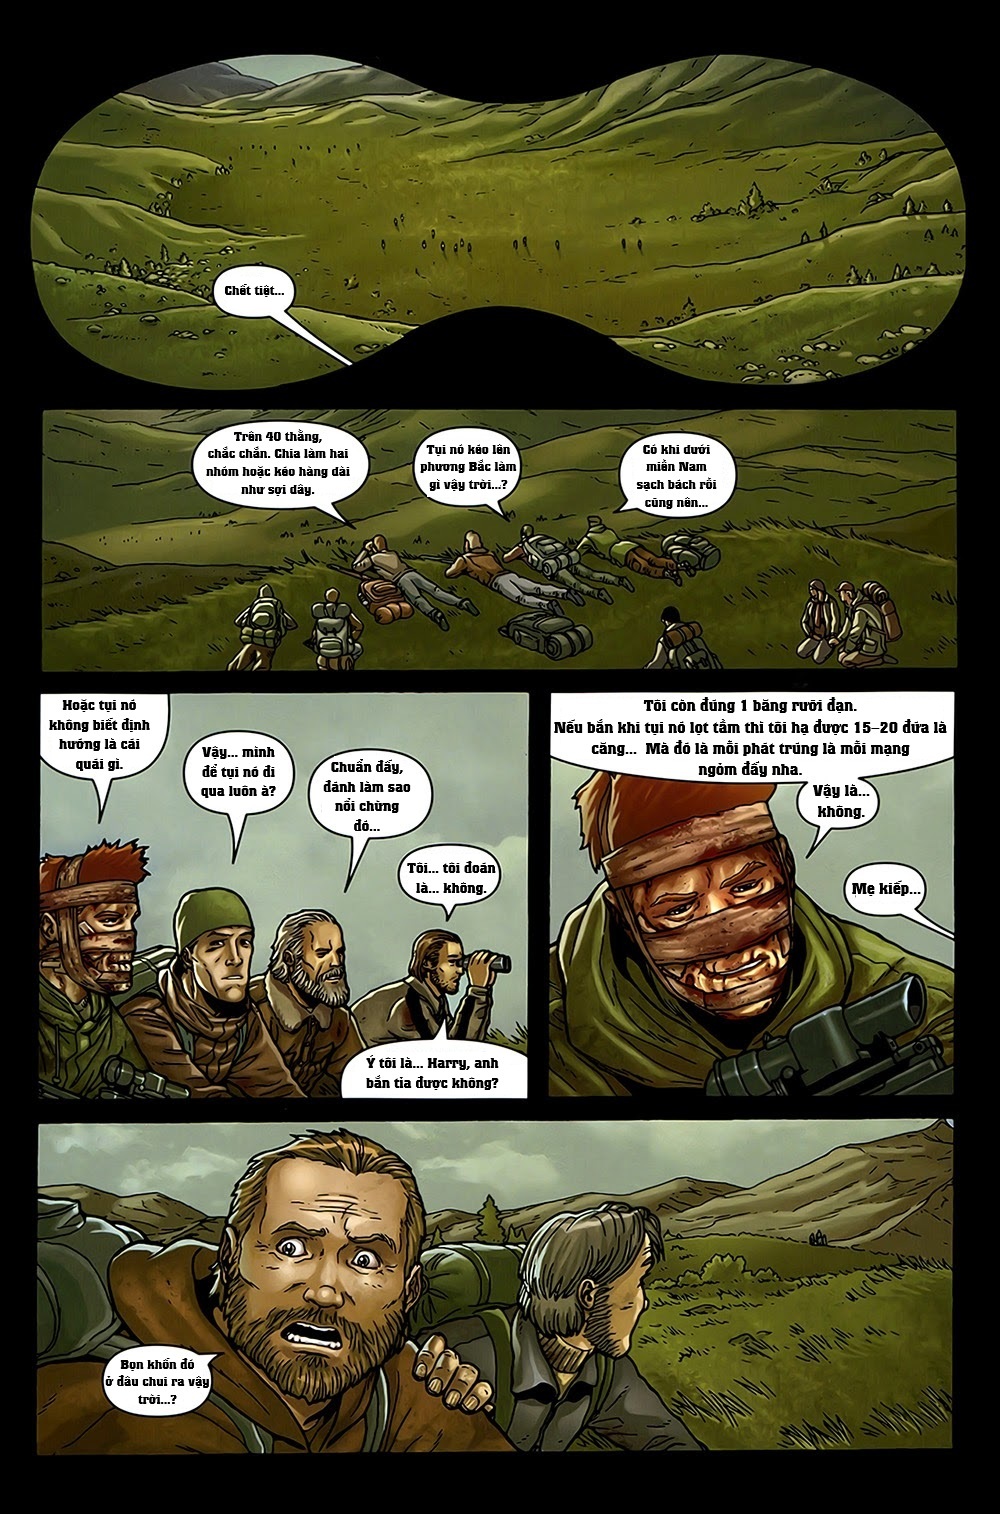 Chết tiệt...
Trên 40 thằng,
chắc chắn. Chia làm hai
nhóm hoặc kéo hàng dài
như sợi dây.
Tụi nó kéo lên
phương Bắc làm
gì vậy trời...?
Có khi dưới
miền Nam
sạch bách rồi
cũng nên...
Hoặc tụi nó
không biết định
hướng là cái
quái gì.
Vậy... mình
để tụi nó đi
qua luôn à?
Chuẩn đấy,
đánh làm sao
nổi chừng
đó...
Tôi... tôi đoán
là... không.
Ý tôi là... Harry, anh
bắn tỉa được không?
Tôi còn đúng 1 băng rưỡi đạn.
Nếu bắn khi tụi nó lọt tầm thì tôi hạ được 15-20 đứa là
căng... Mà đó là mỗi phát trúng là mỗi mạng
ngỏm đấy nha.
Vậy là...
không.
Mẹ kiếp...
Bọn khốn đó
ở đâu chui ra vậy
trời...?